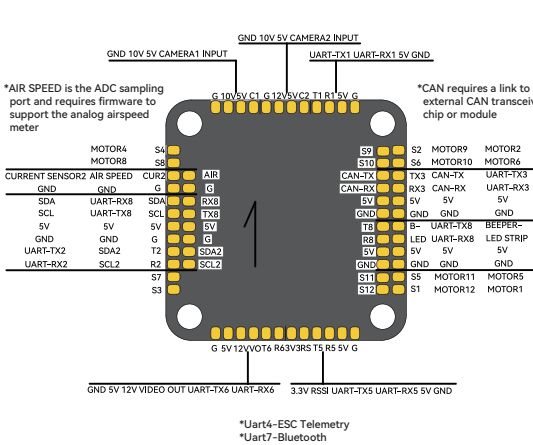 GND 10V 5V CAMERA2 INPUT
GND 10V 5V CAMERA1 INPUT
UART-TX1 UART-RX1 5V GND
*AIR SPEED is the ADC sampling
port and requires firmware to
support the analog airspeed
meter
*CAN requires a link to
external CAN transcei
chip or module
G 10V5V C1 G 12V5V C2 T1 R1 5V G
MOTOR4 S4 S9 S2 MOTOR9 MOTOR2
MOTOR8 S8 S10 S6 MOTOR10 MOTOR6
CURRENT SENSOR2 AIR SPEED CUR2 AIR CAN-TX TX3 CAN-TX UART-TX3
GND GND G G CAN-RX RX3 CAN-RX UART-RX3
SDA UART-RX8 SDA RX8 5V 5V 5V 5V
SCL UART-TX8 SCL TX8 GND GND GND GND
5V 5V 5V 5V T8 B- UART-TX8 BEEPER-
GND GND G G R8 LED UART-RX8 LED STRIP
UART-TX2 SDA2 T2 SDA2 5V 5V 5V 5V
UART-RX2 SCL2 R2 SCL2 GND GND GND GND
S7 S11 S5 MOTOR11 MOTOR5
S3 S12 S1 MOTOR12 MOTOR1
1
G 5V 12VVOT6 R63V3RS T5 R5 5V G
GND 5V 12V VIDEO OUT UART-TX6 UART-RX6
3.3V RSSI UART-TX5 UART-RX5 5V GND
*Uart4-ESC Telemetry
*Uart7-Bluetooth